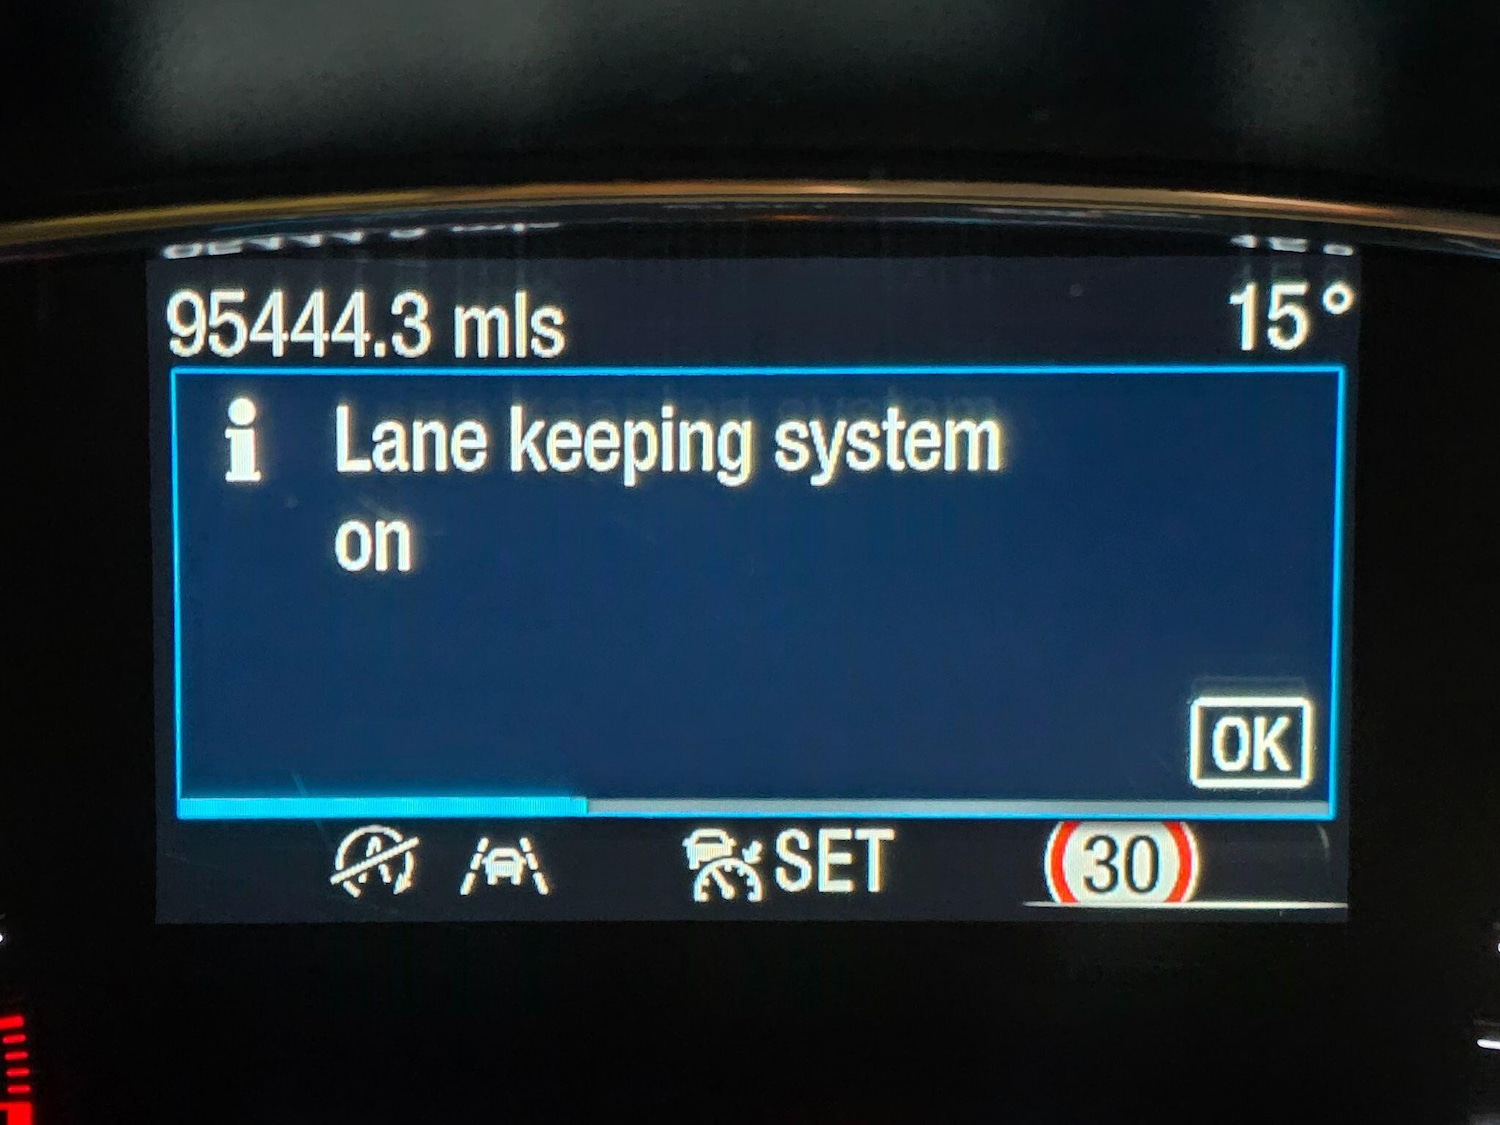 95444.3 mls 15°
i Lane keeping system
on
OK
A SET 30